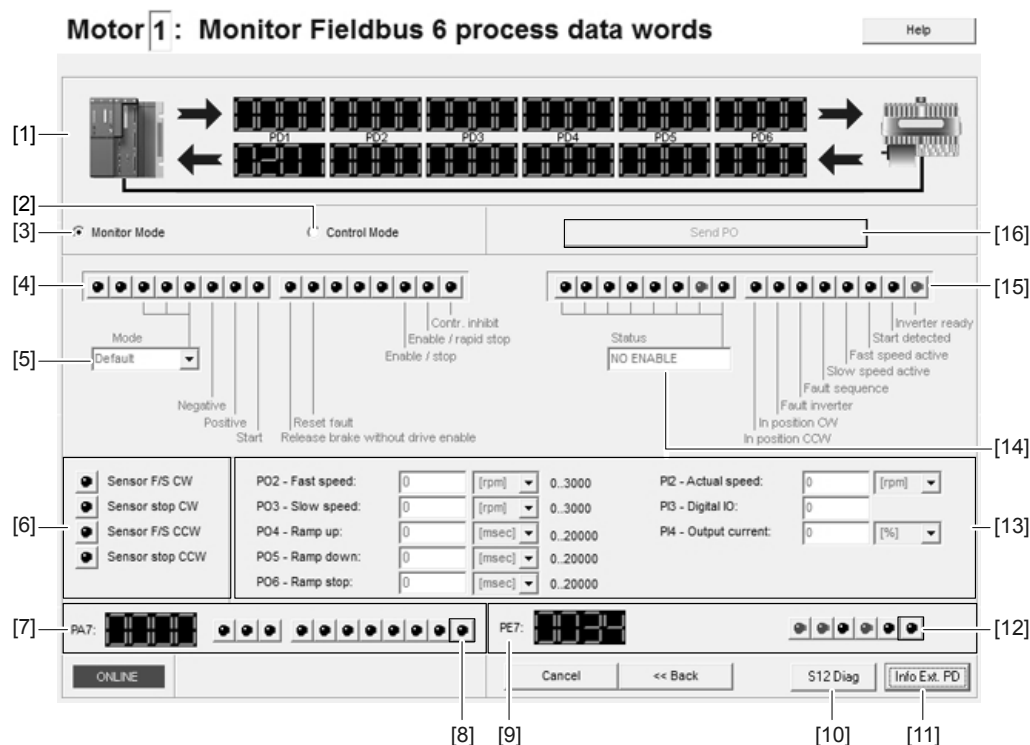 Motor 1 : Monitor Fieldbus 6 process data words
Help
[1]
PD1 PD2 PD3 PD4 PD5 PD6
[2]
[3] Monitor Mode Control Mode Send PO [16]
[4] [15]
Contr. inhibit
Enable / rapid stop
Enable / stop
Mode
[5] Default
Negative
Positive
Start
Reset fault
Release brake without drive enable
Status
NO ENABLE
Inverter ready
Start detected
Fast speed active
Slow speed active
Fault sequence
Fault inverter
In position CW
In position CCW
[14]
[6]
Sensor F/S CW
Sensor stop CW
Sensor F/S CCW
Sensor stop CCW
PO2 - Fast speed: 0 [rpm] 0..3000
PO3 - Slow speed: 0 [rpm] 0..3000
PO4 - Ramp up: 0 [msec] 0..20000
PO5 - Ramp down: 0 [msec] 0..20000
PO6 - Ramp stop: 0 [msec] 0..20000
PI2 - Actual speed: 0 [rpm]
PI3 - Digital IO: 0
PI4 - Output current: 0 [%]
[13]
[7] PA7: PE7: [12]
ONLINE Cancel << Back S12 Diag Info Ext. PD
[8] [9] [10] [11]